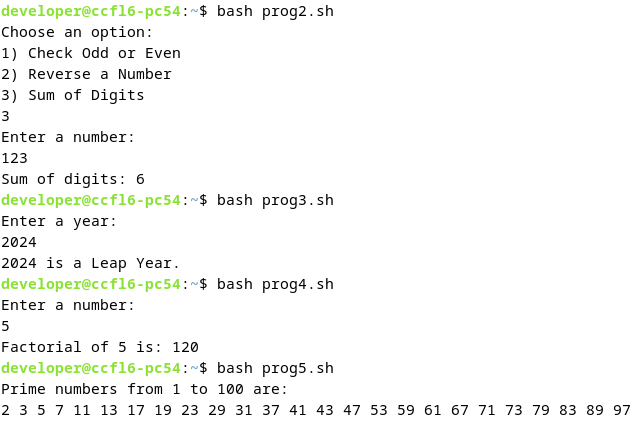 developer@ccfl6-pc54:~$ bash prog2.sh
Choose an option:
1) Check Odd or Even
2) Reverse a Number
3) Sum of Digits
3
Enter a number:
123
Sum of digits: 6
developer@ccfl6-pc54:~$ bash prog3.sh
Enter a year:
2024
2024 is a Leap Year.
developer@ccfl6-pc54:~$ bash prog4.sh
Enter a number:
5
Factorial of 5 is: 120
developer@ccfl6-pc54:~$ bash prog5.sh
Prime numbers from 1 to 100 are:
2 3 5 7 11 13 17 19 23 29 31 37 41 43 47 53 59 61 67 71 73 79 83 89 97